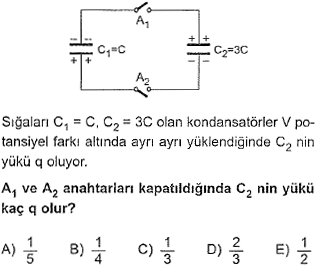 A₁
-- -- ++ ++
C₁=C C₂=3C
++ --
A₂
Sığaları C₁ = C, C₂ = 3C olan kondansatörler V po-
tansiyel farkı altında ayrı ayrı yüklendiğinde C₂ nin
yükü q oluyor.
A₁ ve A₂ anahtarları kapatıldığında C₂ nin yükü
kaç q olur?
A) 1/5 B) 1/4 C) 1/3 D) 2/3 E) 1/2